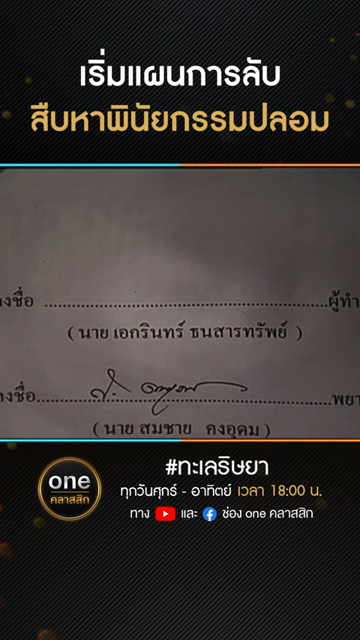 เริ่มแผนการลับ
สืบหาพินัยกรรมปลอม
งชื่อ ........................................................ผู้ทำ
( นาย เอกรินทร์ ธนสารทรัพย์ )
งชื่อ........................................................พยา
( นาย สมชาย คงอุดม )
one
คลาสสิก
#ทะเลริษยา
ทุกวันศุกร์ - อาทิตย์ เวลา 18:00 น.
ทาง และ ช่อง one คลาสสิก